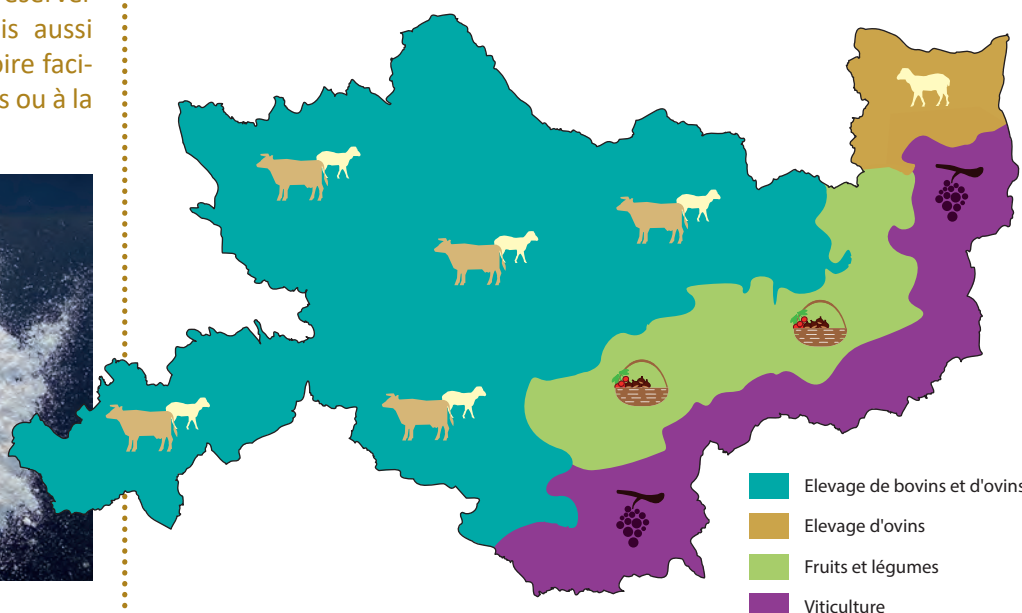 is aussi
oire faci-
s ou à la
Elevage de bovins et d'ovins
Elevage d'ovins
Fruits et légumes
Viticulture